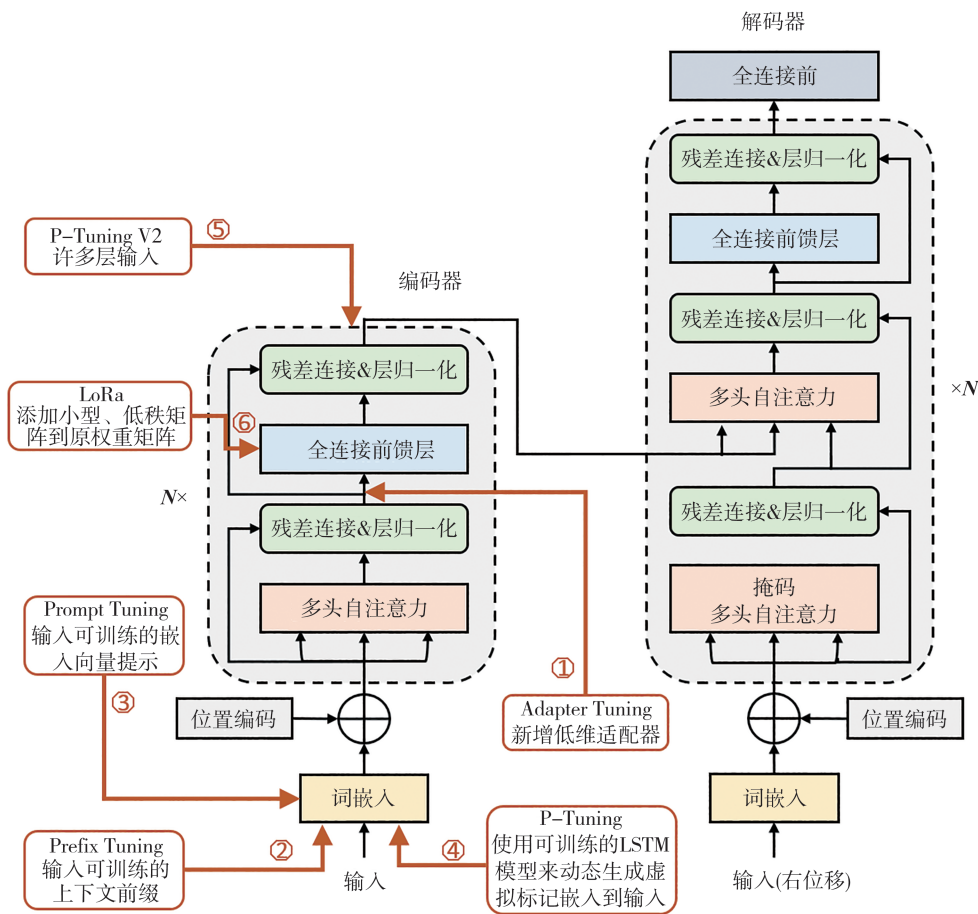 解码器
全连接前
残差连接&层归一化
全连接前馈层
残差连接&层归一化
多头自注意力
×N
残差连接&层归一化
掩码
多头自注意力
位置编码
词嵌入
输入(右位移)
P-Tuning V2
许多层输入
⑤
编码器
残差连接&层归一化
LoRa
添加小型、低秩矩
阵到原权重矩阵
⑥
全连接前馈层
N×
残差连接&层归一化
多头自注意力
Prompt Tuning
输入可训练的嵌
入向量提示
③
①
Adapter Tuning
新增低维适配器
位置编码
词嵌入
Prefix Tuning
输入可训练的
上下文前缀
②
输入
④
P-Tuning
使用可训练的LSTM
模型来动态生成虚
拟标记嵌入到输入